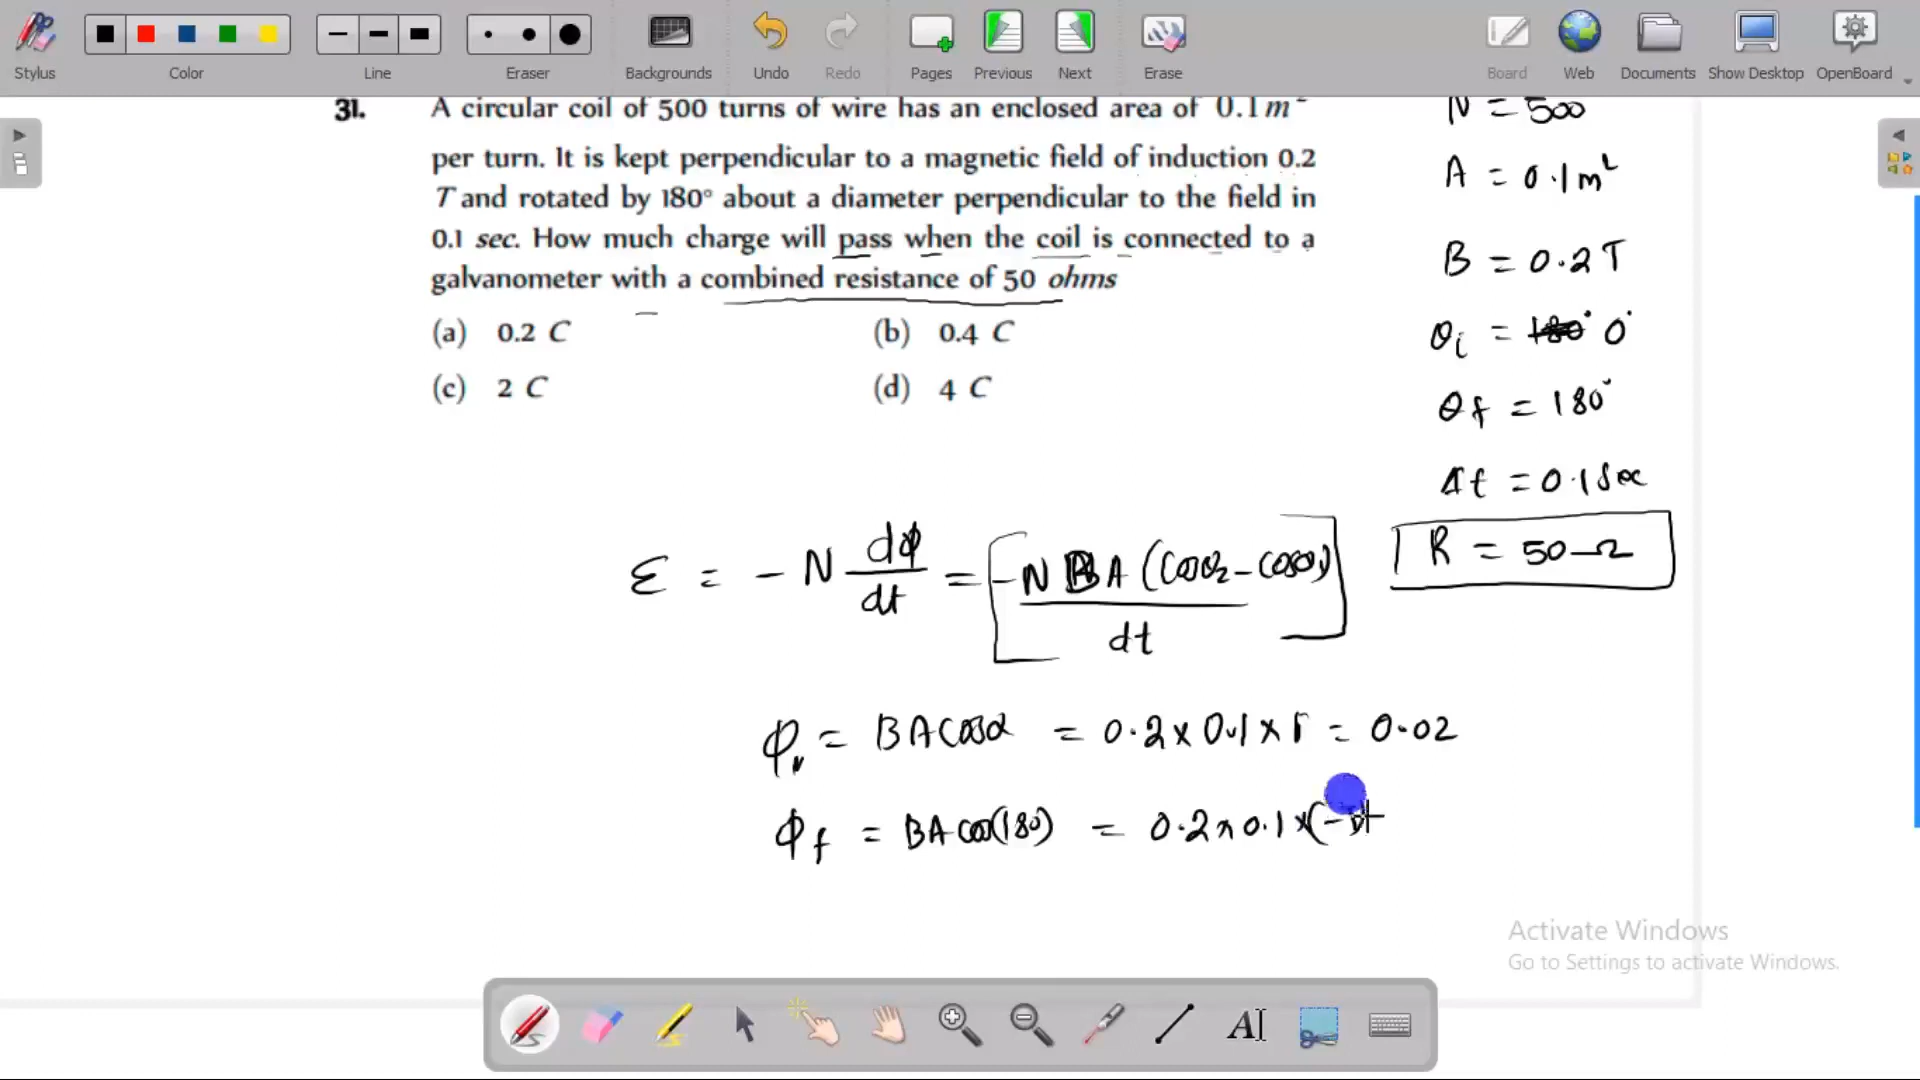 Stylus Color Line Eraser Backgrounds Undo Redo Pages Previous Next Erase Board Web Documents Show Desktop OpenBoard
31. A circular coil of 500 turns of wire has an enclosed area of 0.1 m²
per turn. It is kept perpendicular to a magnetic field of induction 0.2
T and rotated by 180° about a diameter perpendicular to the field in
0.1 sec. How much charge will pass when the coil is connected to a
galvanometer with a combined resistance of 50 ohms
(a) 0.2 C (b) 0.4 C
(c) 2 C (d) 4 C
N = 500
A = 0.1 m²
B = 0.2 T
θi = 180° 0°
θf = 180°
Δt = 0.1 Sec
R = 50 Ω
ε = - N dϕ/dt = - N BA (cosθ₂ - cosθ₁) / dt
ϕ = BA cosα = 0.2 x 0.1 x 1 = 0.02
ϕf = BA cos(180) = 0.2 x 0.1 x (-
Activate Windows
Go to Settings to activate Windows.